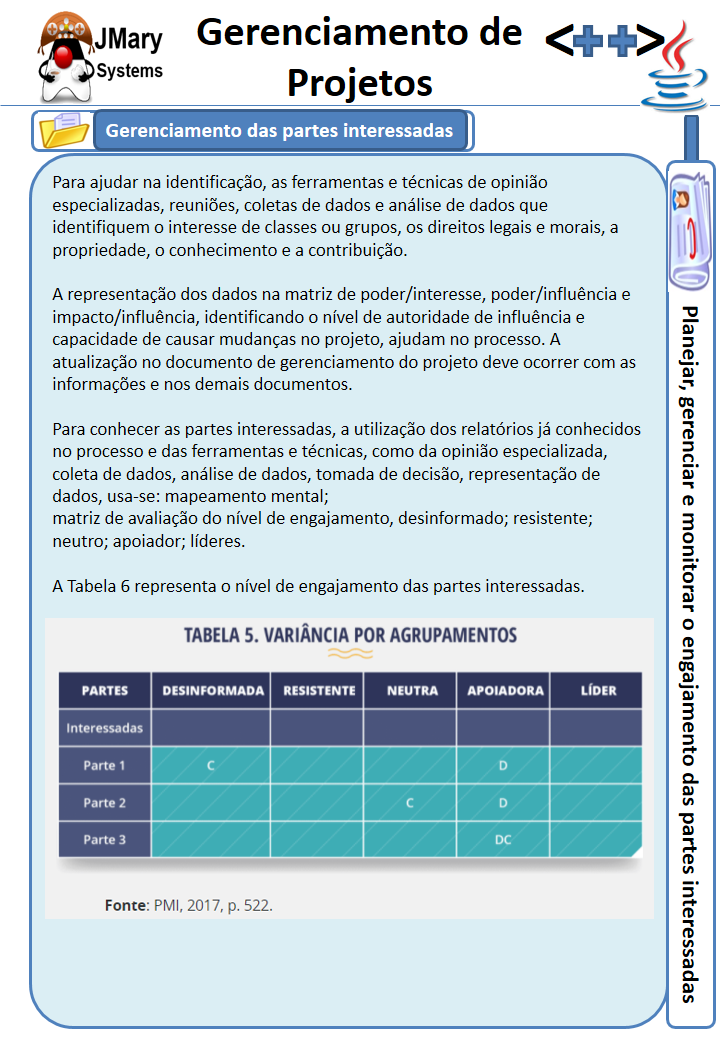 JMary
Systems
Gerenciamento de
Projetos
<++>
Gerenciamento das partes interessadas
Para ajudar na identificação, as ferramentas e técnicas de opinião
especializadas, reuniões, coletas de dados e análise de dados que
identifiquem o interesse de classes ou grupos, os direitos legais e morais, a
propriedade, o conhecimento e a contribuição.
A representação dos dados na matriz de poder/interesse, poder/influência e
impacto/influência, identificando o nível de autoridade de influência e
capacidade de causar mudanças no projeto, ajudam no processo. A
atualização no documento de gerenciamento do projeto deve ocorrer com as
informações e nos demais documentos.
Para conhecer as partes interessadas, a utilização dos relatórios já conhecidos
no processo e das ferramentas e técnicas, como da opinião especializada,
coleta de dados, análise de dados, tomada de decisão, representação de
dados, usa-se: mapeamento mental;
matriz de avaliação do nível de engajamento, desinformado; resistente;
neutro; apoiador; líderes.
A Tabela 6 representa o nível de engajamento das partes interessadas.
TABELA 5. VARIÂNCIA POR AGRUPAMENTOS
PARTES DESINFORMADA RESISTENTE NEUTRA APOIADORA LÍDER
Interessadas
Parte 1 C D
Parte 2 C D
Parte 3 DC
Fonte: PMI, 2017, p. 522.
Planejar, gerenciar e monitorar o engajamento das partes interessadas